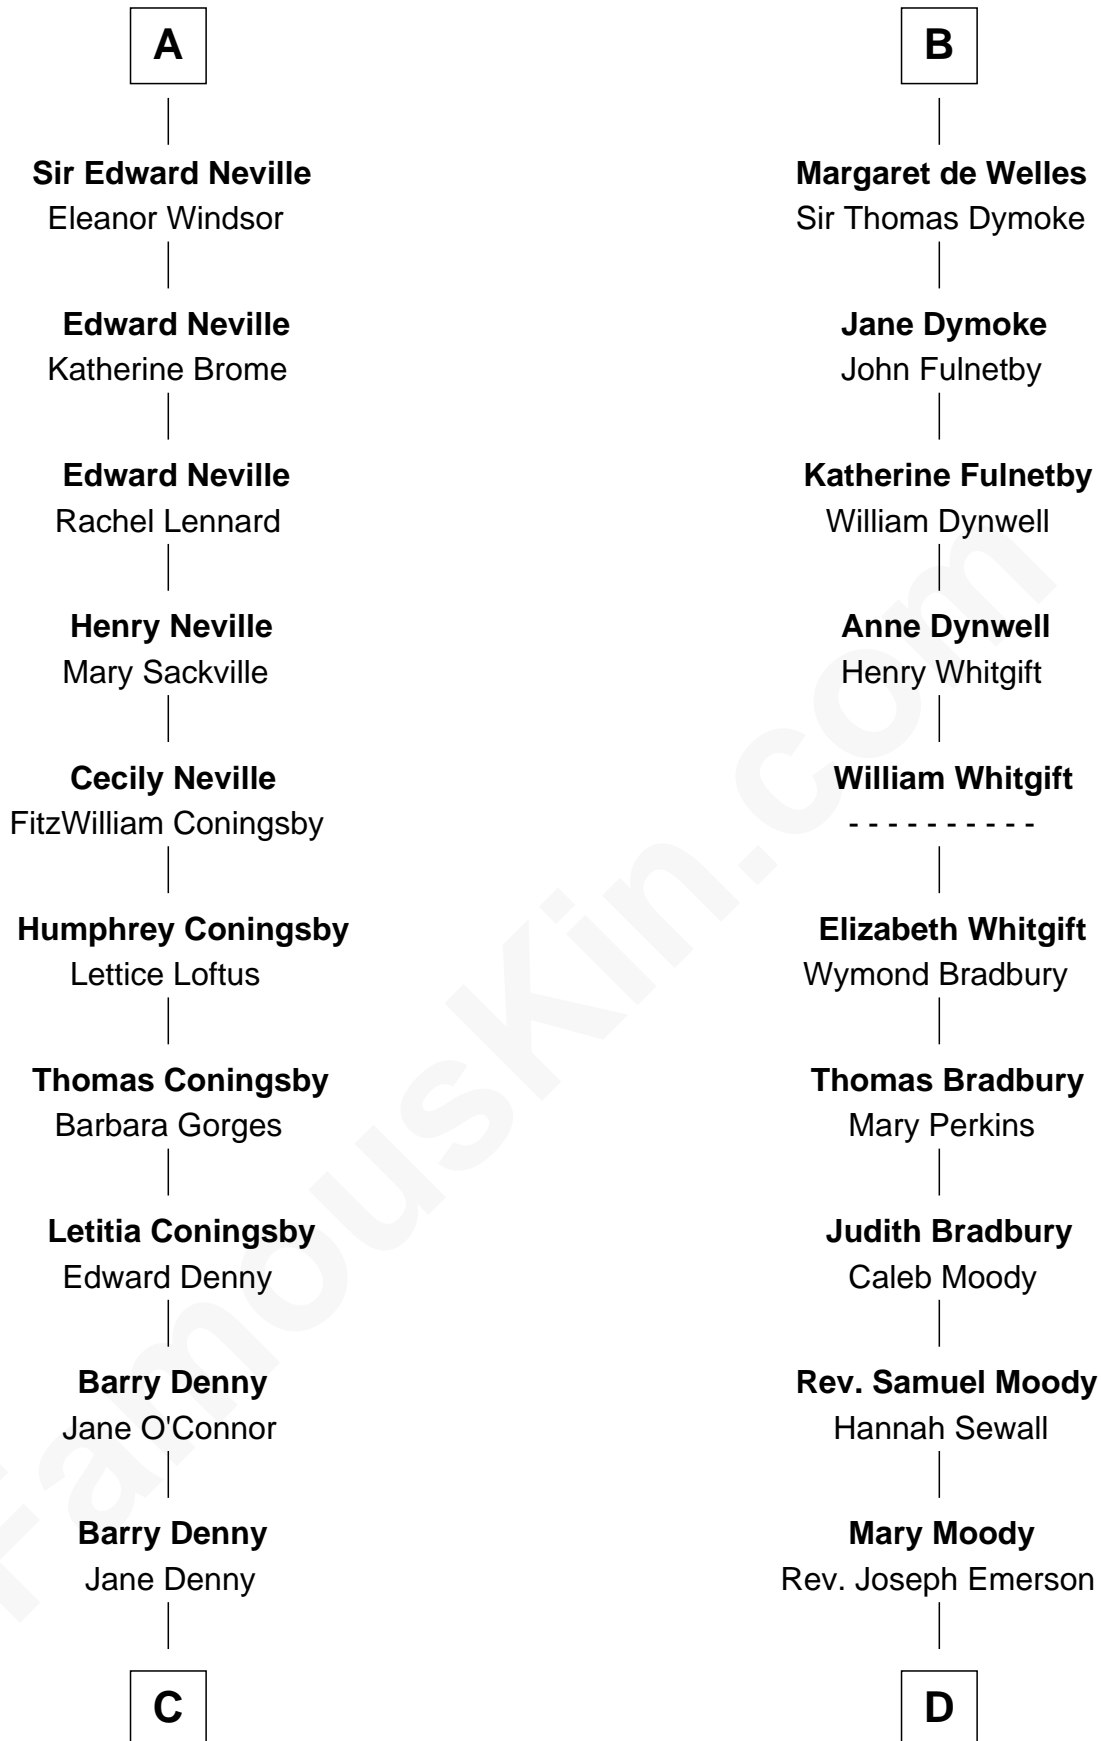 A
Sir Edward Neville
Eleanor Windsor
Edward Neville
Katherine Brome
Edward Neville
Rachel Lennard
Henry Neville
Mary Sackville
Cecily Neville
FitzWilliam Coningsby
Humphrey Coningsby
Lettice Loftus
Thomas Coningsby
Barbara Gorges
Letitia Coningsby
Edward Denny
Barry Denny
Jane O'Connor
Barry Denny
Jane Denny
C
B
Margaret de Welles
Sir Thomas Dymoke
Jane Dymoke
John Fulnetby
Katherine Fulnetby
William Dynwell
Anne Dynwell
Henry Whitgift
William Whitgift
- - - - - - - - - -
Elizabeth Whitgift
Wymond Bradbury
Thomas Bradbury
Mary Perkins
Judith Bradbury
Caleb Moody
Rev. Samuel Moody
Hannah Sewall
Mary Moody
Rev. Joseph Emerson
D
FamousKin.com